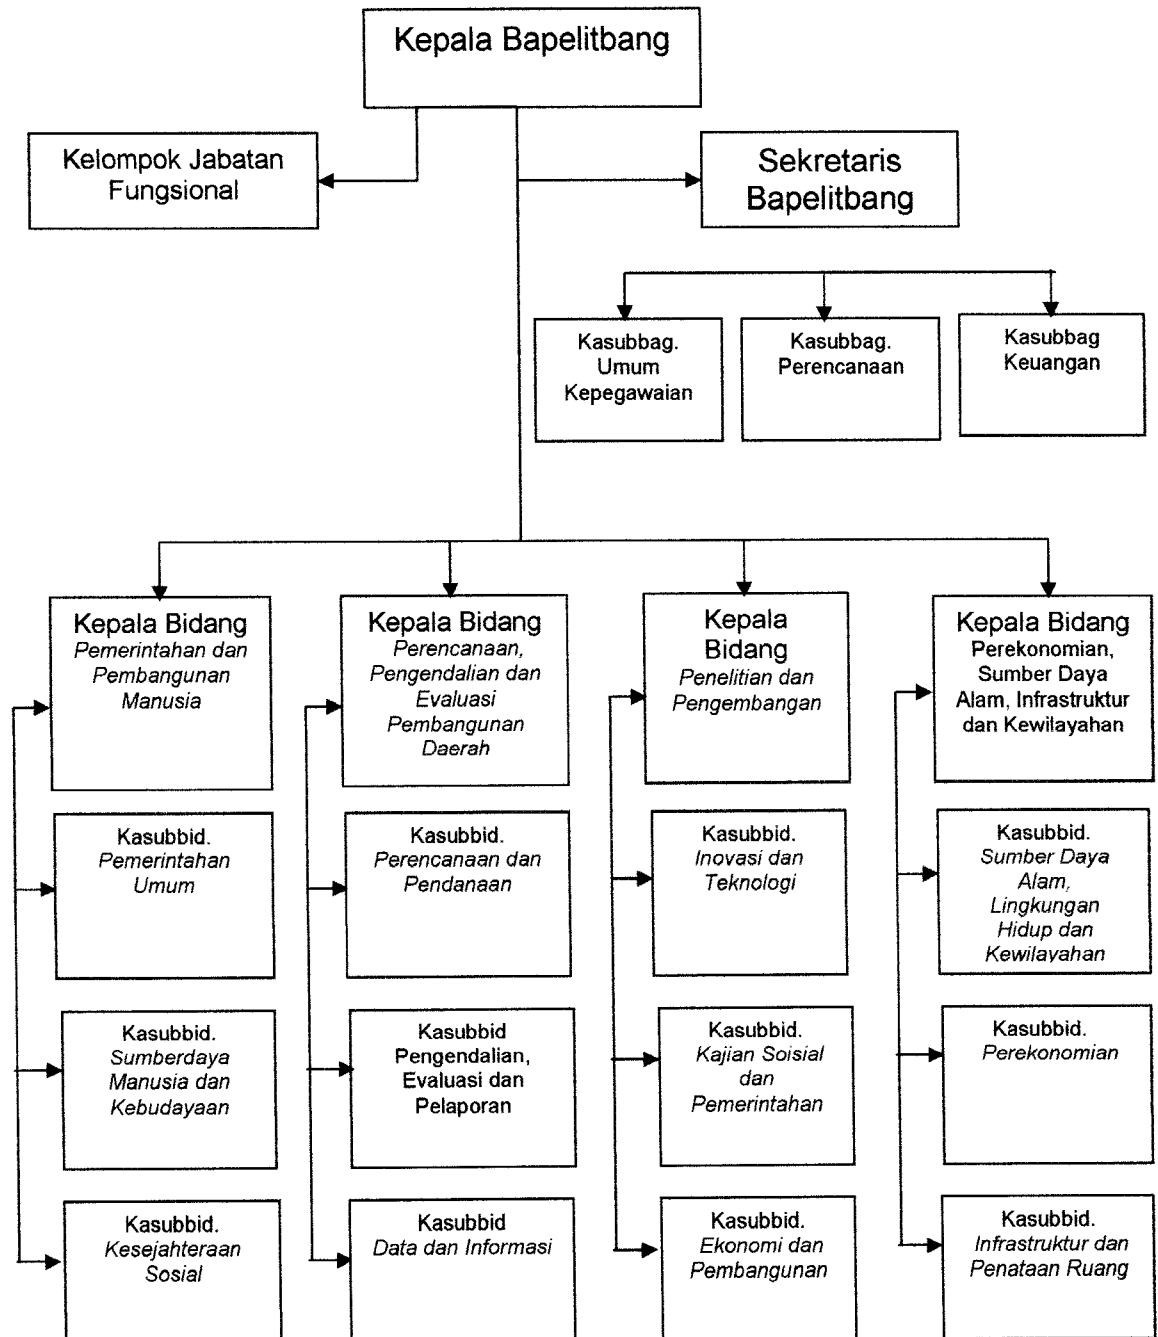 Kepala Bapelitbang
Kelompok Jabatan
Fungsional
Sekretaris
Bapelitbang
Kasubbag.
Umum
Kepegawaian
Kasubbag.
Perencanaan
Kasubbag
Keuangan
Kepala Bidang
Pemerintahan dan
Pembangunan
Manusia
Kepala Bidang
Perencanaan,
Pengendalian dan
Evaluasi
Pembangunan
Daerah
Kepala
Bidang
Penelitian dan
Pengembangan
Kepala Bidang
Perekonomian,
Sumber Daya
Alam, Infrastruktur
dan Kewilayahan
Kasubbid.
Pemerintahan
Umum
Kasubbid.
Perencanaan dan
Pendanaan
Kasubbid.
Inovasi dan
Teknologi
Kasubbid.
Sumber Daya
Alam,
Lingkungan
Hidup dan
Kewilayahan
Kasubbid.
Sumberdaya
Manusia dan
Kebudayaan
Kasubbid
Pengendalian,
Evaluasi dan
Pelaporan
Kasubbid.
Kajian Soisial
dan
Pemerintahan
Kasubbid.
Perekonomian
Kasubbid.
Kesejahteraan
Sosial
Kasubbid
Data dan Informasi
Kasubbid.
Ekonomi dan
Pembangunan
Kasubbid.
Infrastruktur dan
Penataan Ruang